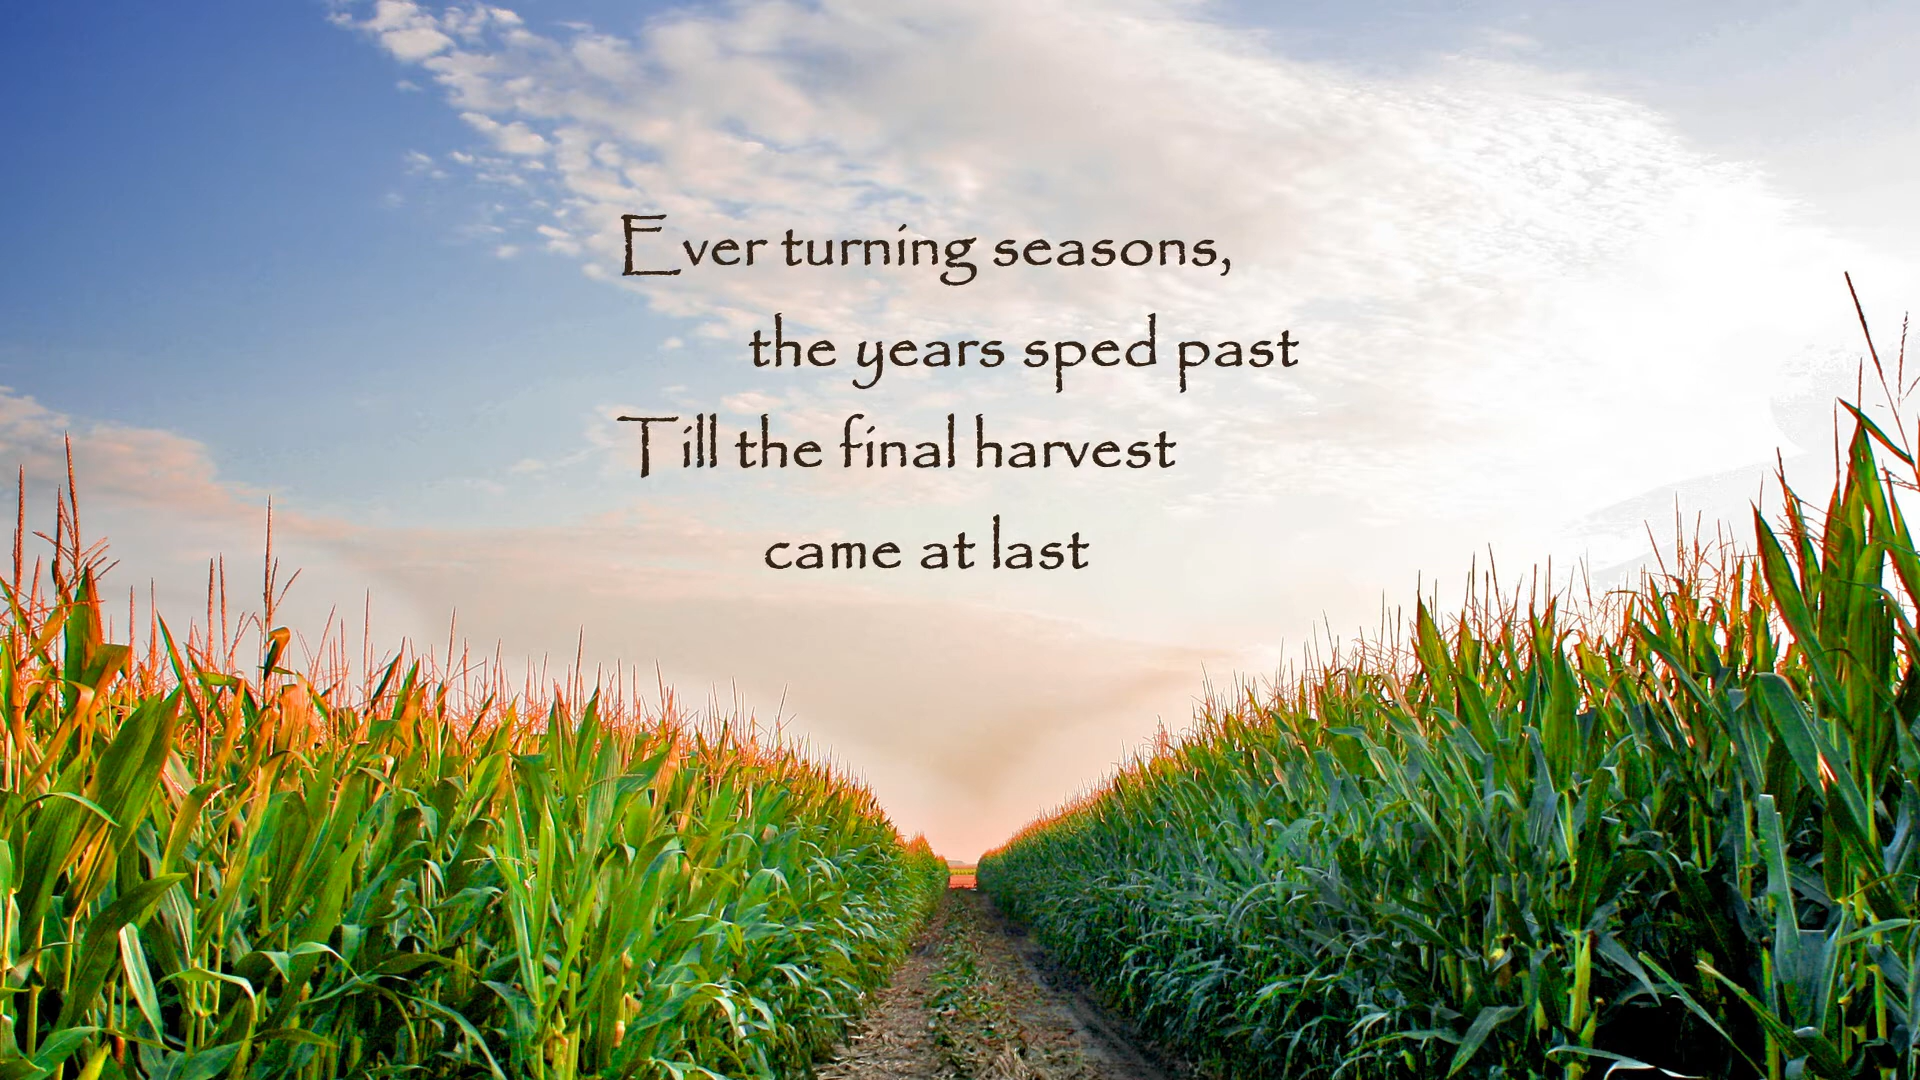 Ever turning seasons,
the years sped past
Till the final harvest
came at last